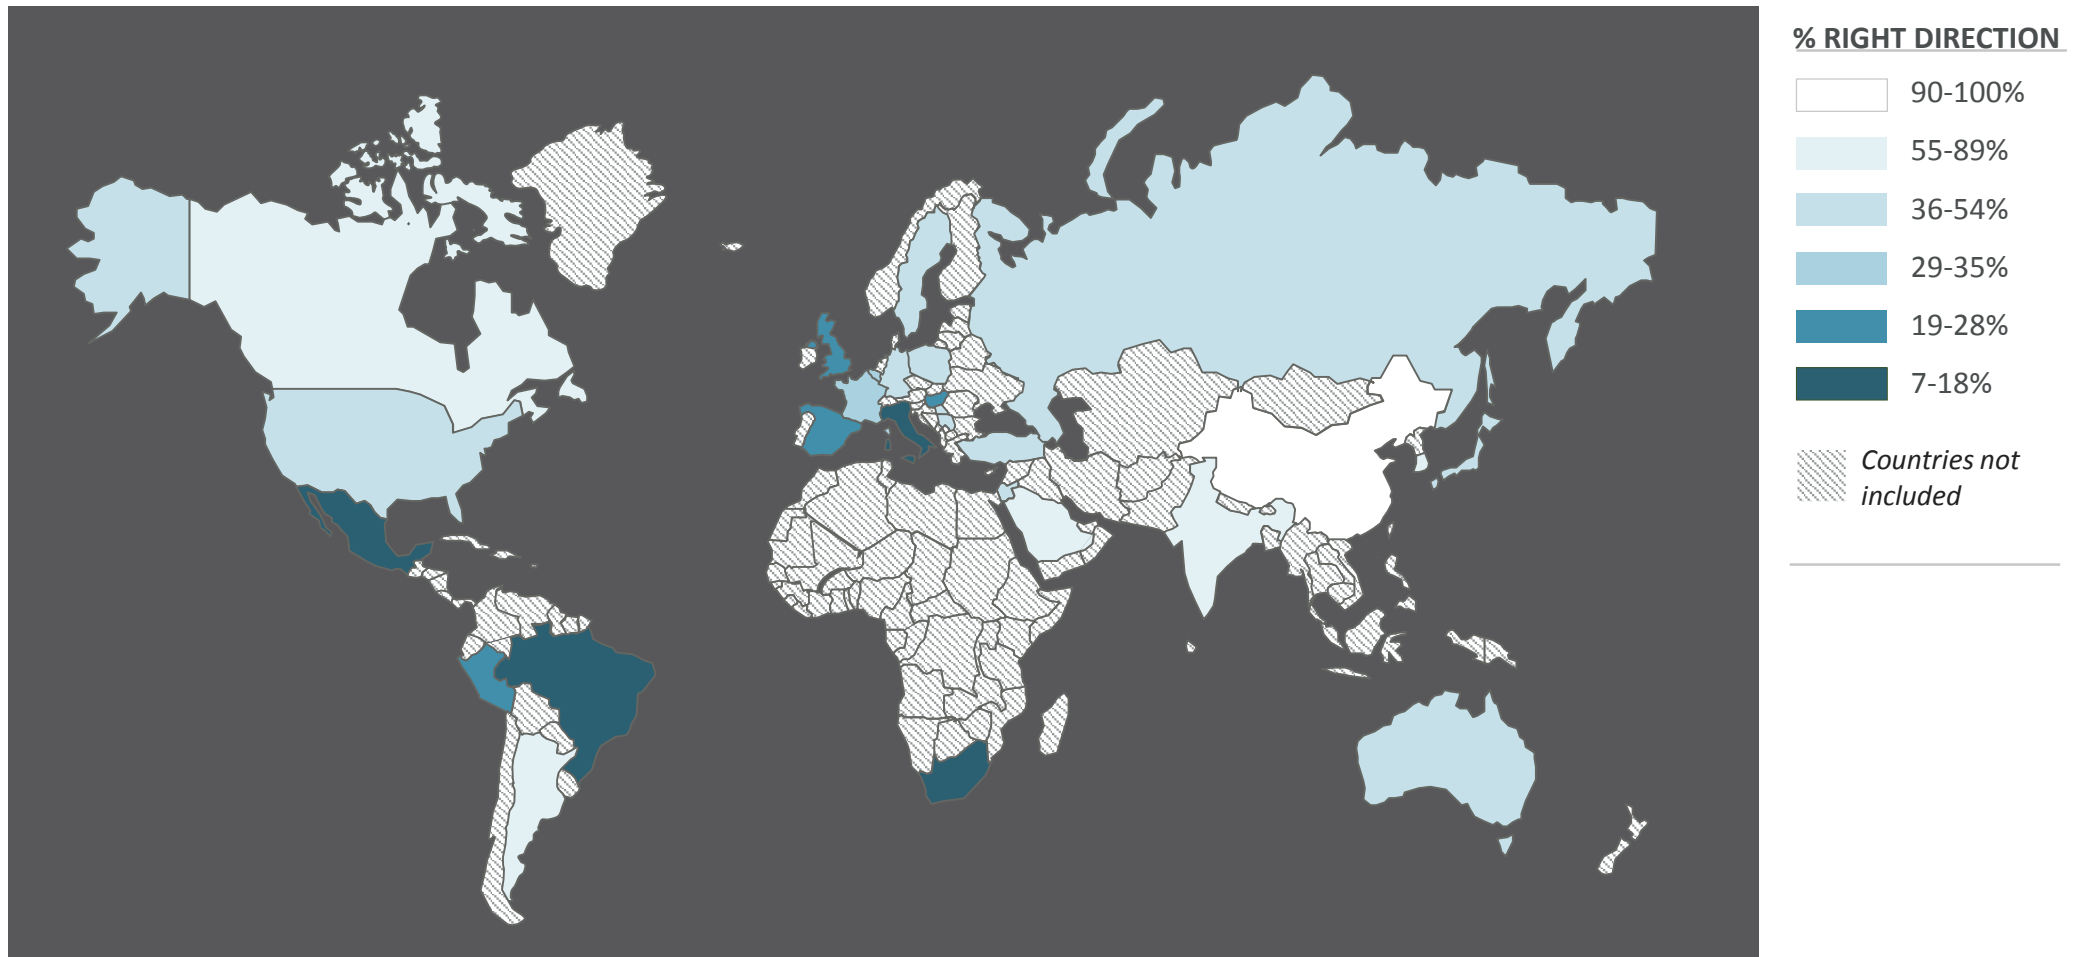 % RIGHT DIRECTION
90-100%
55-89%
36-54%
29-35%
19-28%
7-18%
Countries not
included